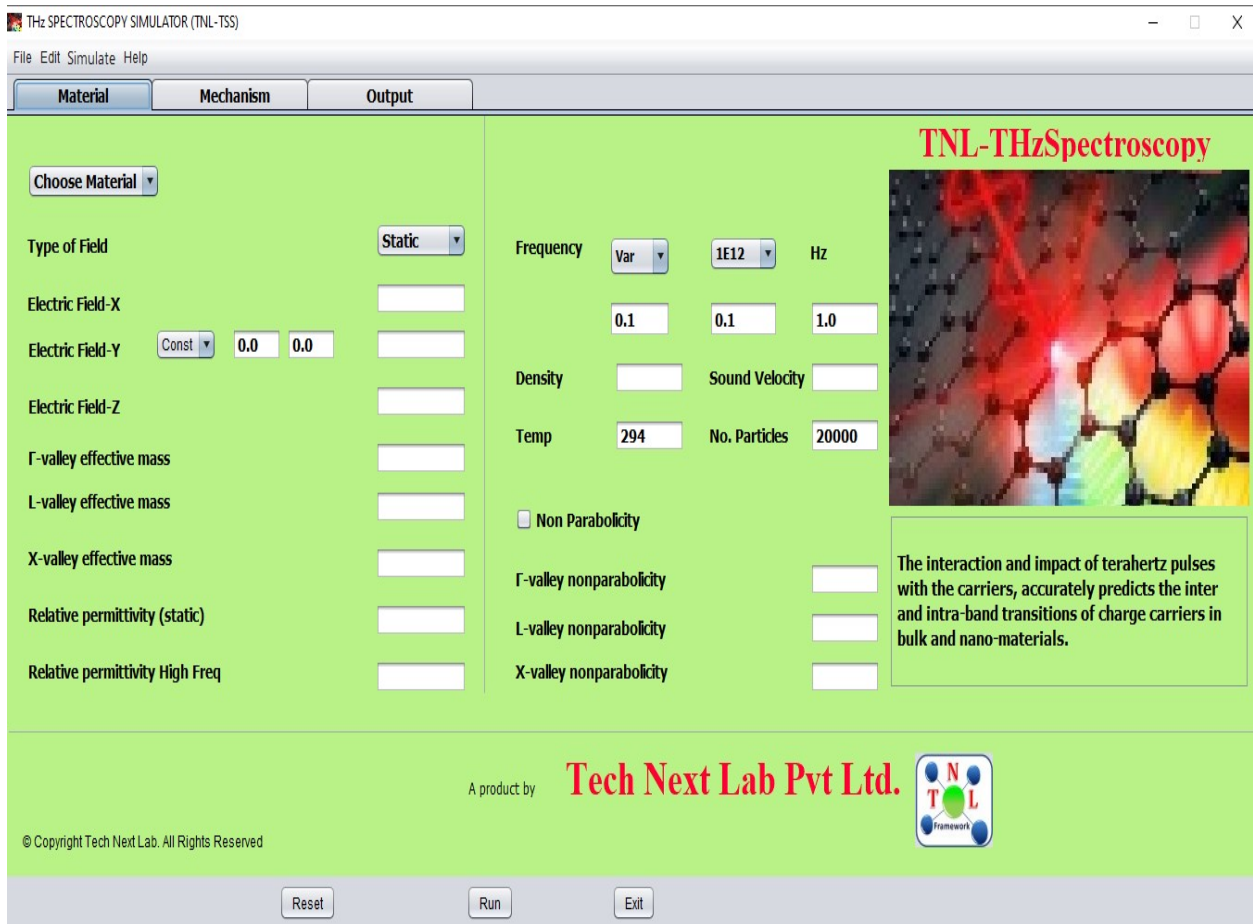 THz SPECTROSCOPY SIMULATOR (TNL-TSS)
File Edit Simulate Help
Material Mechanism Output
Choose Material
Type of Field Static
Electric Field-X
Electric Field-Y Const 0.0 0.0
Electric Field-Z
Γ-valley effective mass
L-valley effective mass
X-valley effective mass
Relative permittivity (static)
Relative permittivity High Freq
Frequency Var 1E12 Hz
0.1 0.1 1.0
Density Sound Velocity
Temp 294 No. Particles 20000
Non Parabolicity
Γ-valley nonparabolicity
L-valley nonparabolicity
X-valley nonparabolicity
TNL-THzSpectroscopy
The interaction and impact of terahertz pulses
with the carriers, accurately predicts the inter
and intra-band transitions of charge carriers in
bulk and nano-materials.
A product by Tech Next Lab Pvt Ltd.
N
T L
Framework
© Copyright Tech Next Lab. All Rights Reserved
Reset Run Exit